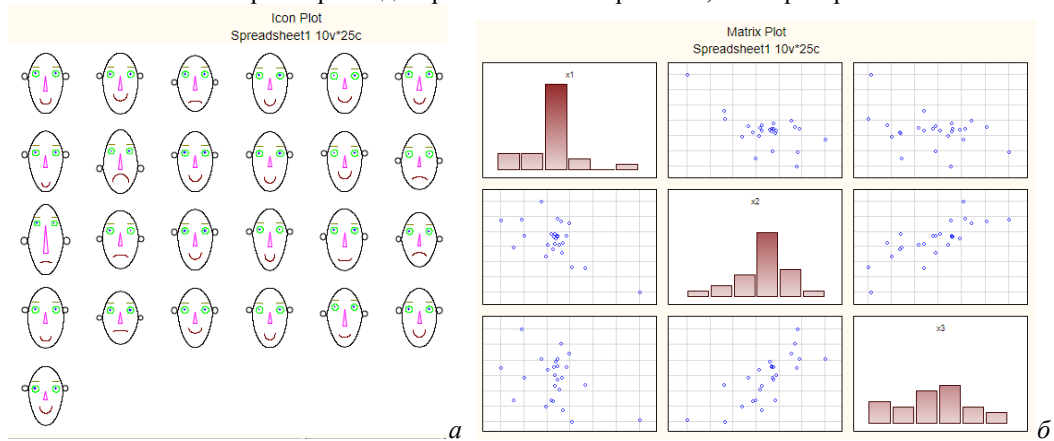 Icon Plot
Spreadsheet1 10v*25c
а
Matrix Plot
Spreadsheet1 10v*25c
x1
x2
x3
б